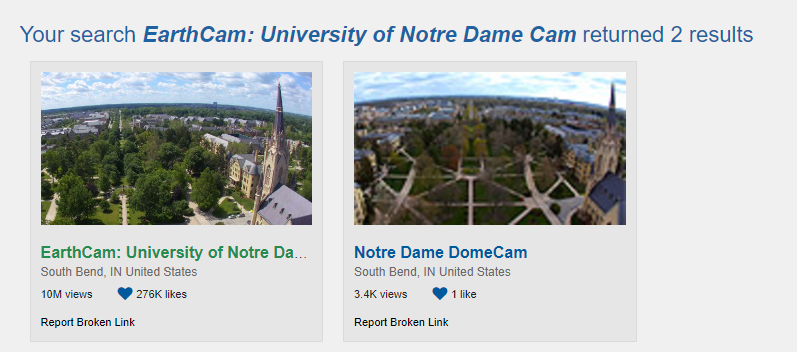 Your search EarthCam: University of Notre Dame Cam returned 2 results
EarthCam: University of Notre Da...
South Bend, IN United States
10M views 276K likes
Report Broken Link
Notre Dame DomeCam
South Bend, IN United States
3.4K views 1 like
Report Broken Link